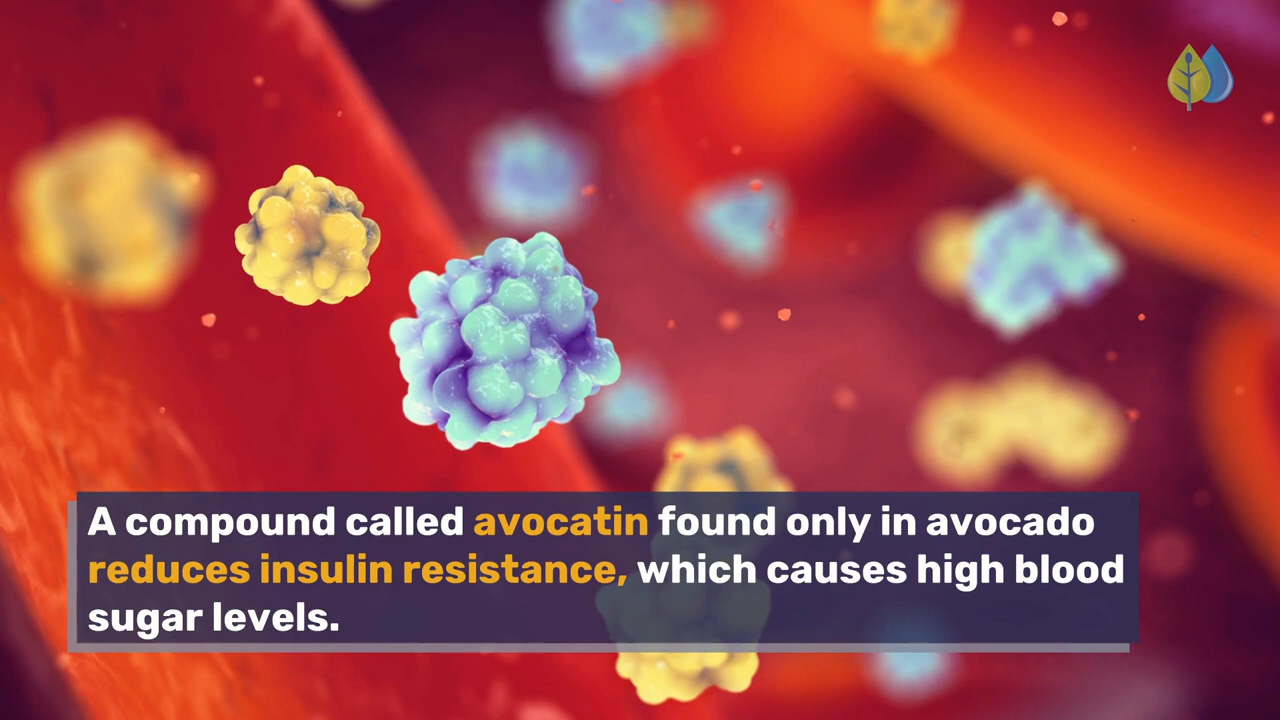 A compound called avocatin found only in avocado
reduces insulin resistance, which causes high blood
sugar levels.